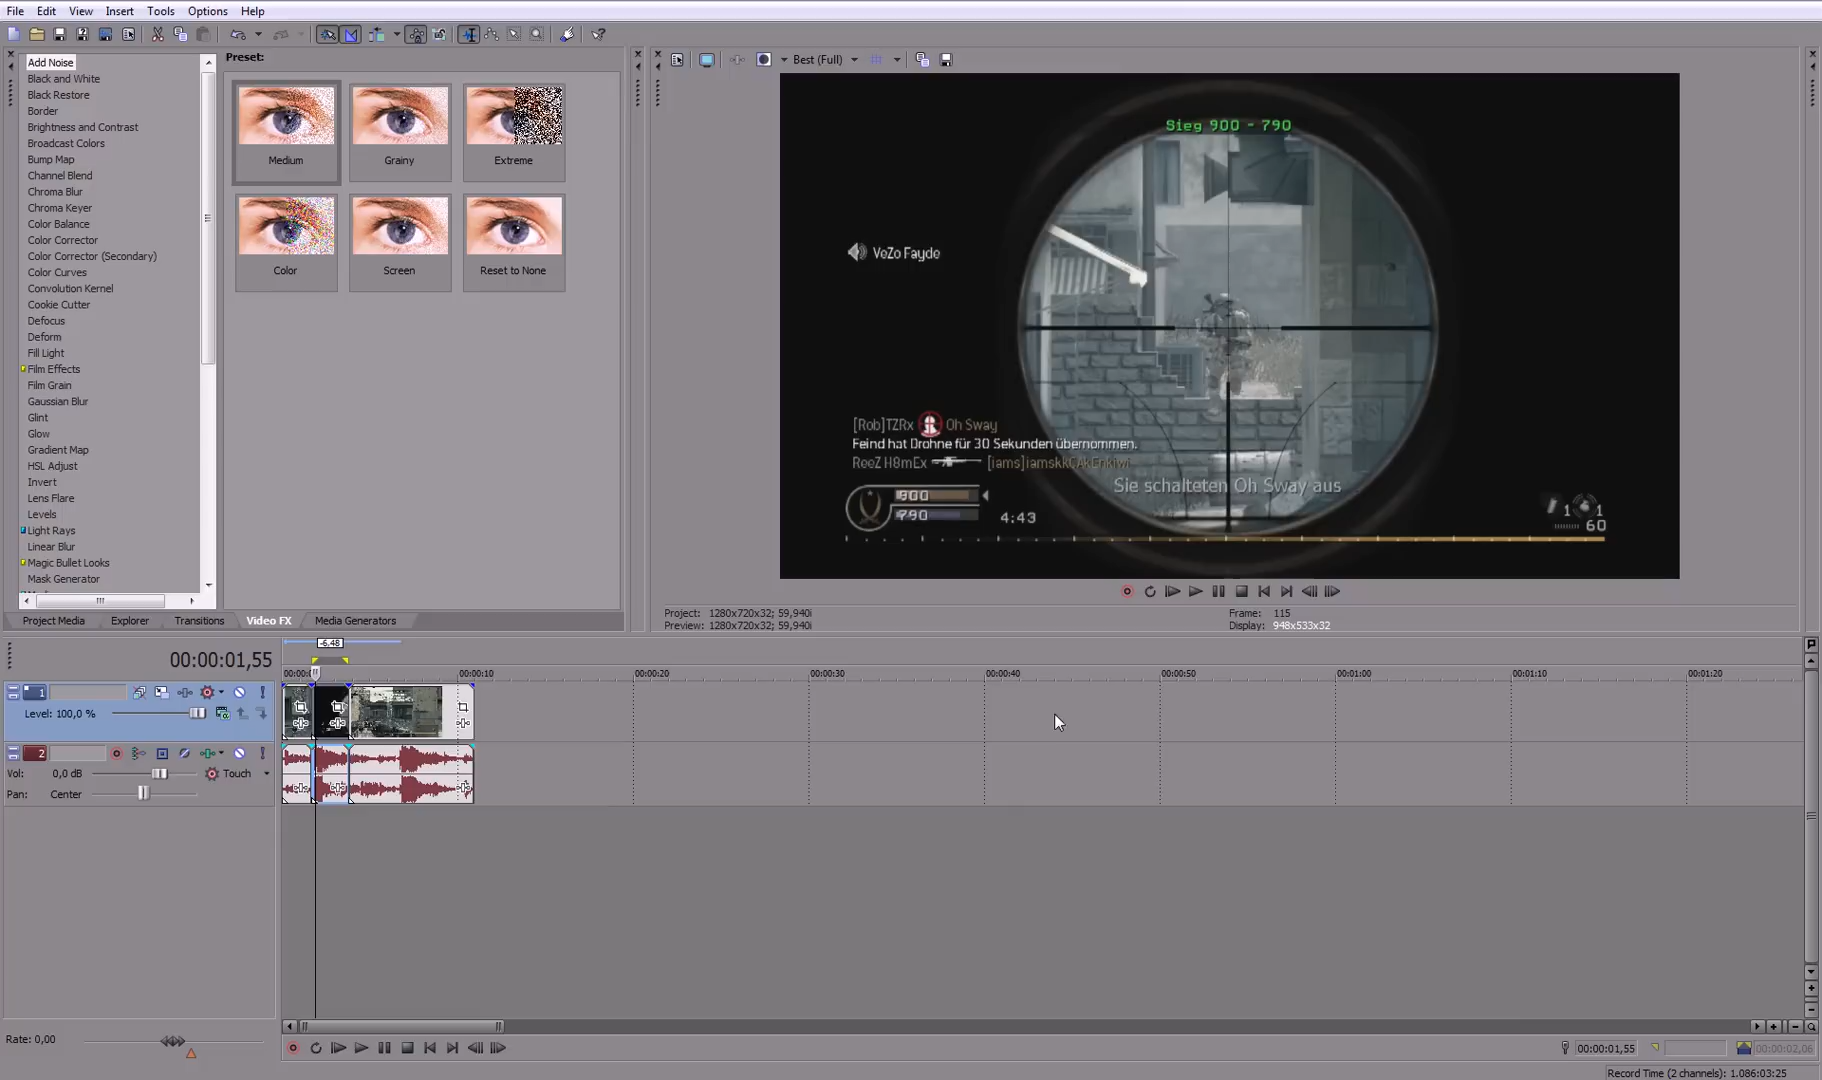 File Edit View Insert Tools Options Help
Add Noise
Black and White
Black Restore
Border
Brightness and Contrast
Broadcast Colors
Bump Map
Channel Blend
Chroma Blur
Chroma Keyer
Color Balance
Color Corrector
Color Corrector (Secondary)
Color Curves
Convolution Kernel
Cookie Cutter
Defocus
Deform
Fill Light
Film Effects
Film Grain
Gaussian Blur
Glint
Glow
Gradient Map
HSL Adjust
Invert
Lens Flare
Levels
Light Rays
Linear Blur
Magic Bullet Looks
Mask Generator
Preset:
Medium Grainy Extreme
Color Screen Reset to None
Project Media Explorer Transitions Video FX Media Generators
Best (Full)
Sieg 900 - 790
VeZo Fayde
[Rob]TZRx Oh Sway
Feind hat Drohne für 30 Sekunden übernommen.
ReeZ H8mEx
Sie schalteten Oh Sway aus
900
790 4:43
1 1
60
Project: 1280x720x32; 59,940i Frame: 115
Preview: 1280x720x32; 59,940i Display: 948x533x32
-6.48
00:00:01,55
00:00:10 00:00:20 00:00:30 00:00:40 00:00:50 00:01:00 00:01:10 00:01:20
1
Level: 100,0 %
2
Vol: 0,0 dB Touch
Pan: Center
Rate: 0,00
00:00:01,55 00:00:02,06
Record Time (2 channels): 1.086:03:25